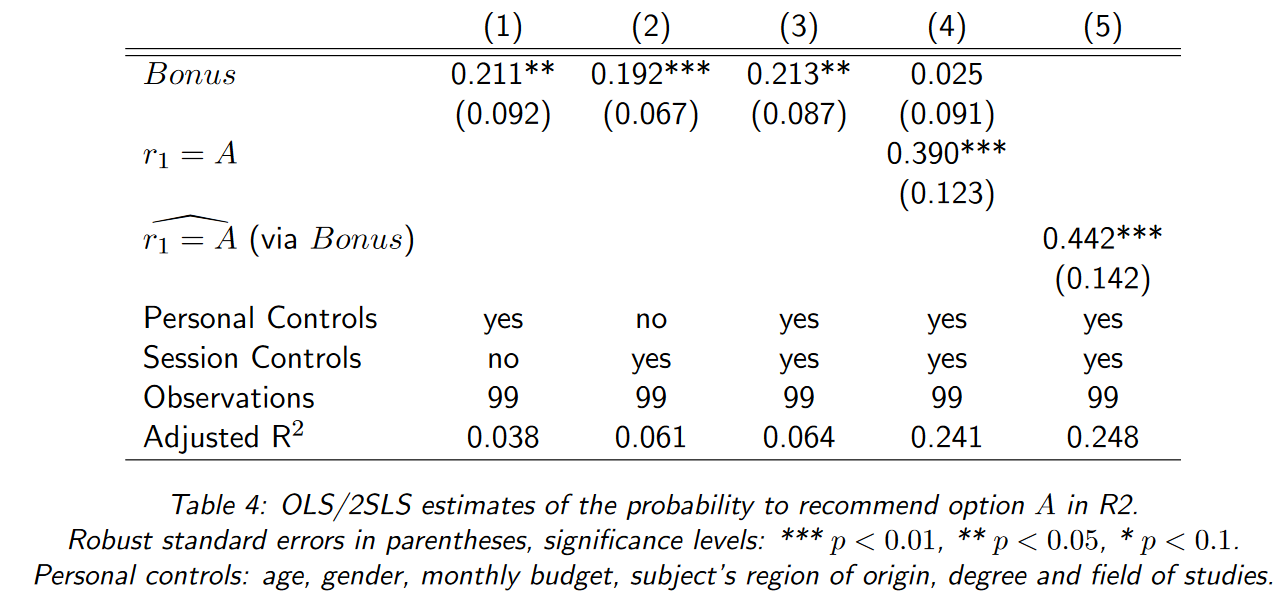 (1) (2) (3) (4) (5)
Bonus 0.211** 0.192*** 0.213** 0.025
(0.092) (0.067) (0.087) (0.091)
r₁ = A 0.390***
(0.123)
r̂₁ = A (via Bonus) 0.442***
(0.142)
Personal Controls yes no yes yes yes
Session Controls no yes yes yes yes
Observations 99 99 99 99 99
Adjusted R² 0.038 0.061 0.064 0.241 0.248
Table 4: OLS/2SLS estimates of the probability to recommend option A in R2.
Robust standard errors in parentheses, significance levels: *** p < 0.01, ** p < 0.05, * p < 0.1.
Personal controls: age, gender, monthly budget, subject's region of origin, degree and field of studies.